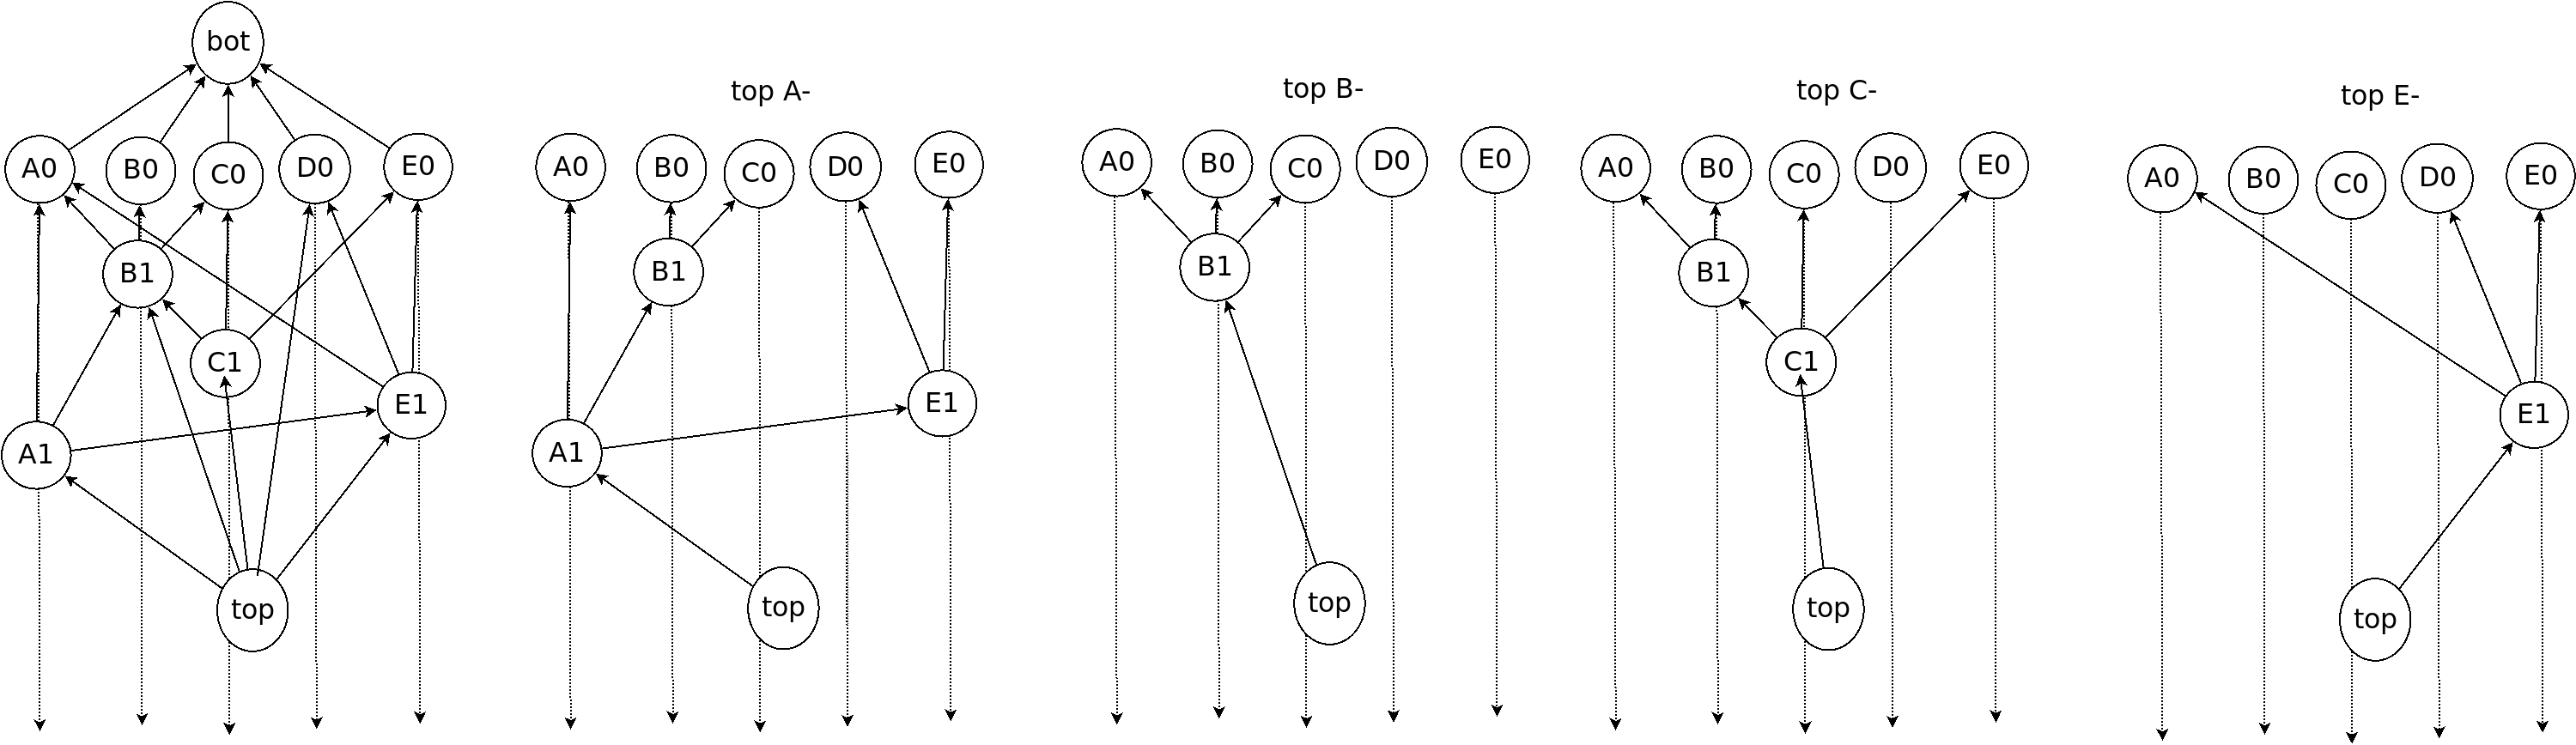 bot
A0 B0 C0 D0 E0
B1
C1
E1
A1
top
top A-
A0 B0 C0 D0 E0
B1
E1
A1
top
top B-
A0 B0 C0 D0 E0
B1
top
top C-
A0 B0 C0 D0 E0
B1
C1
top
top E-
A0 B0 C0 D0 E0
E1
top